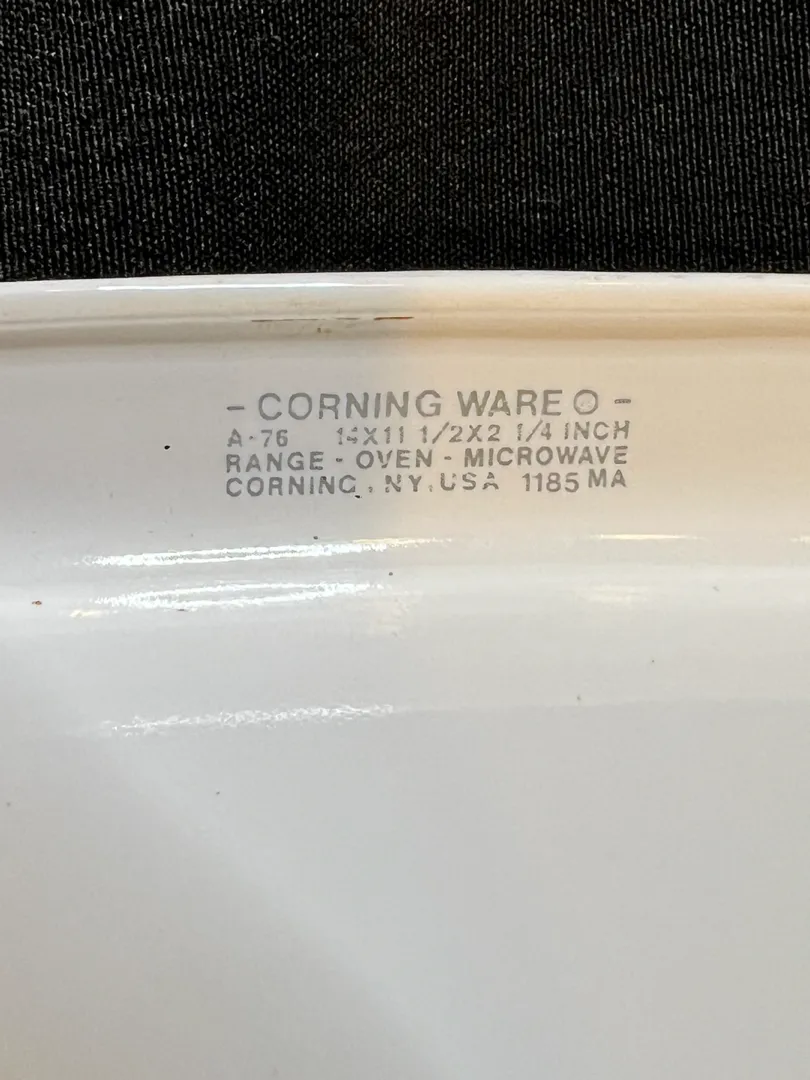 - CORNING WARE ® -
A-76 14X11 1/2X2 1/4 INCH
RANGE - OVEN - MICROWAVE
CORNING, NY, USA 1185 MA